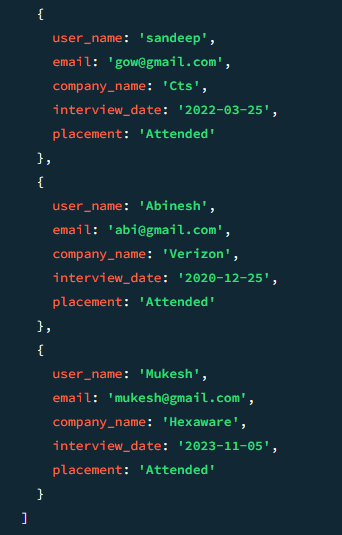 {
user_name: 'sandeep',
email: 'gow@gmail.com',
company_name: 'Cts',
interview_date: '2022-03-25',
placement: 'Attended'
},
{
user_name: 'Abinesh',
email: 'abi@gmail.com',
company_name: 'Verizon',
interview_date: '2020-12-25',
placement: 'Attended'
},
{
user_name: 'Mukesh',
email: 'mukesh@gmail.com',
company_name: 'Hexaware',
interview_date: '2023-11-05',
placement: 'Attended'
}
]